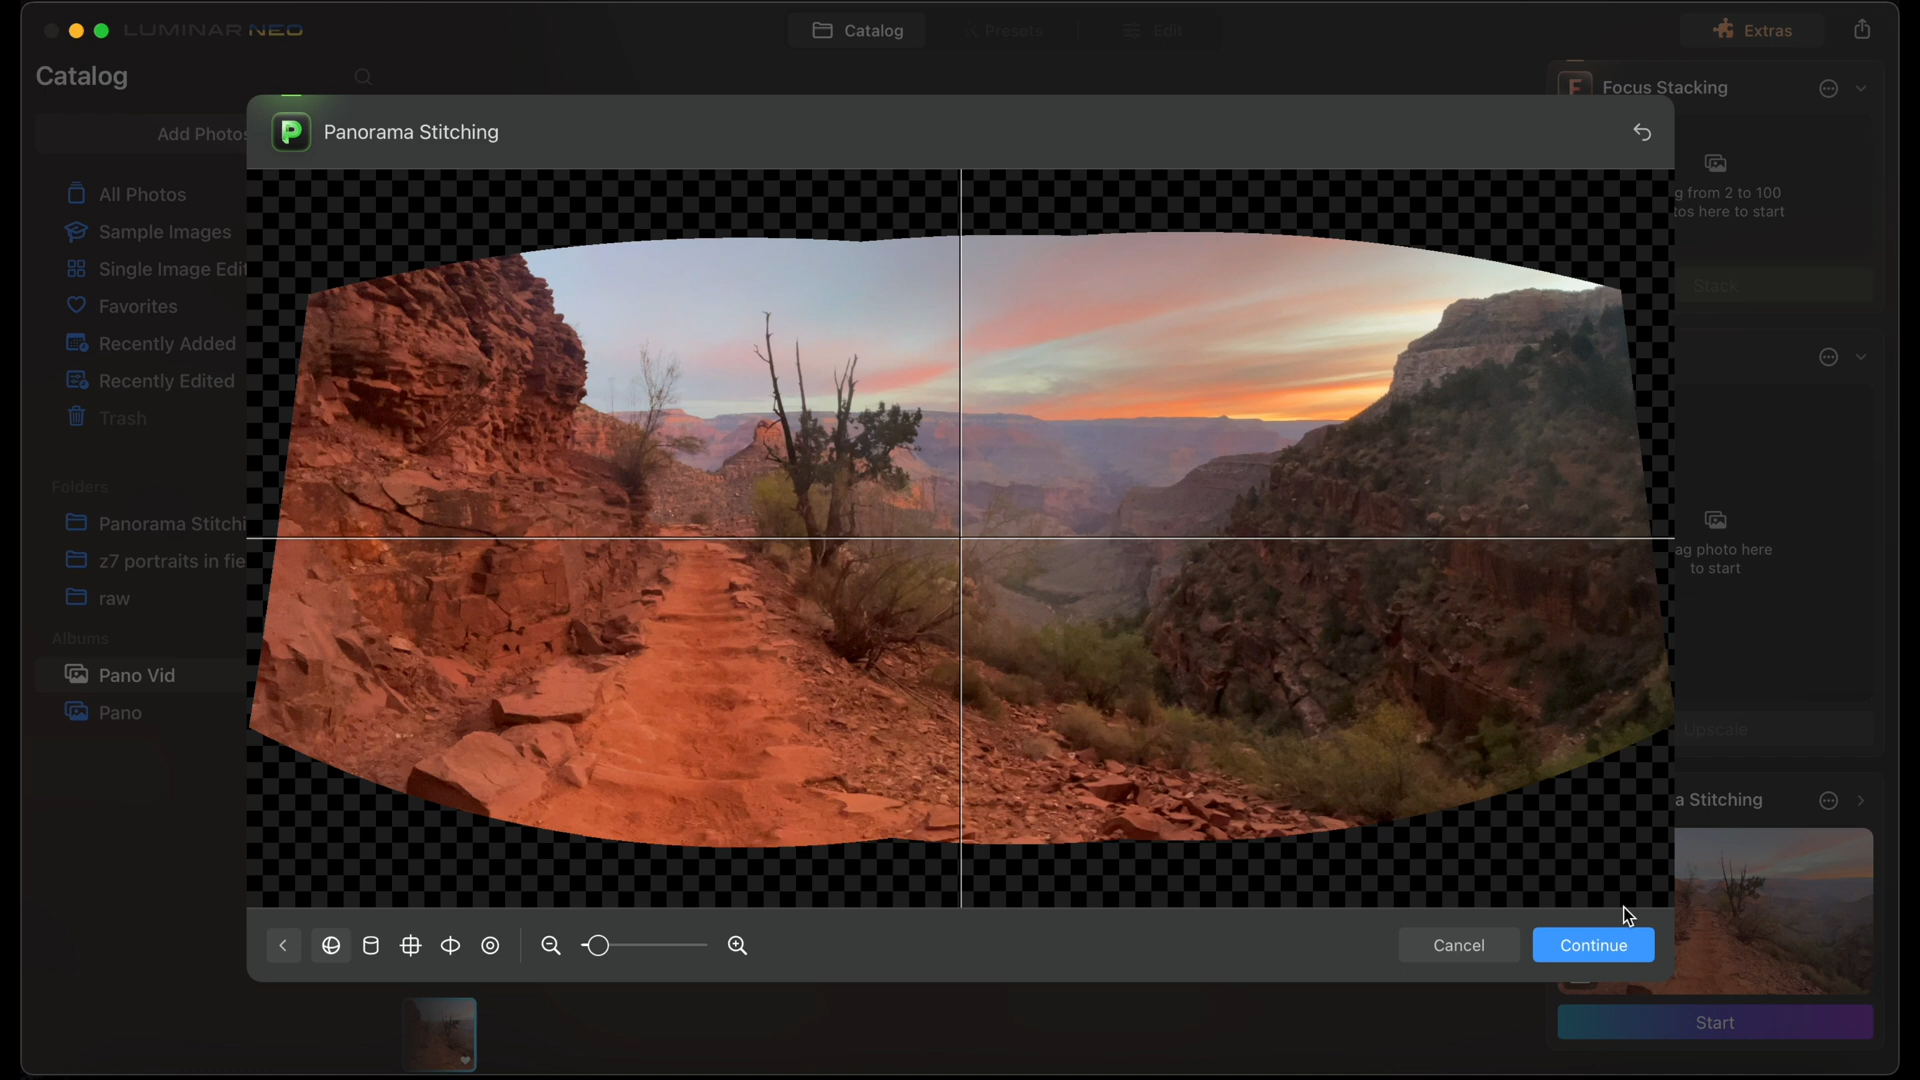 LUMINAR NEO
Catalog
Presets
Edit
Extras
Catalog
Add Photos
All Photos
Sample Images
Single Image Edit
Favorites
Recently Added
Recently Edited
Trash
Folders
Panorama Stitchi
z7 portraits in fie
raw
Albums
Pano Vid
Pano
P
Panorama Stitching
Cancel
Continue
F
Focus Stacking
g from 2 to 100
tos here to start
Stack
ag photo here
to start
Upscale
a Stitching
Start